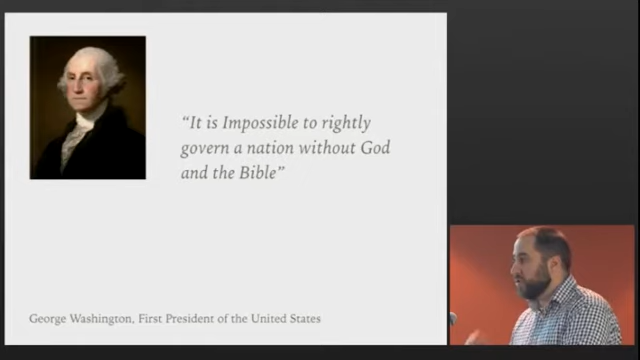 “It is Impossible to rightly
govern a nation without God
and the Bible”
George Washington, First President of the United States